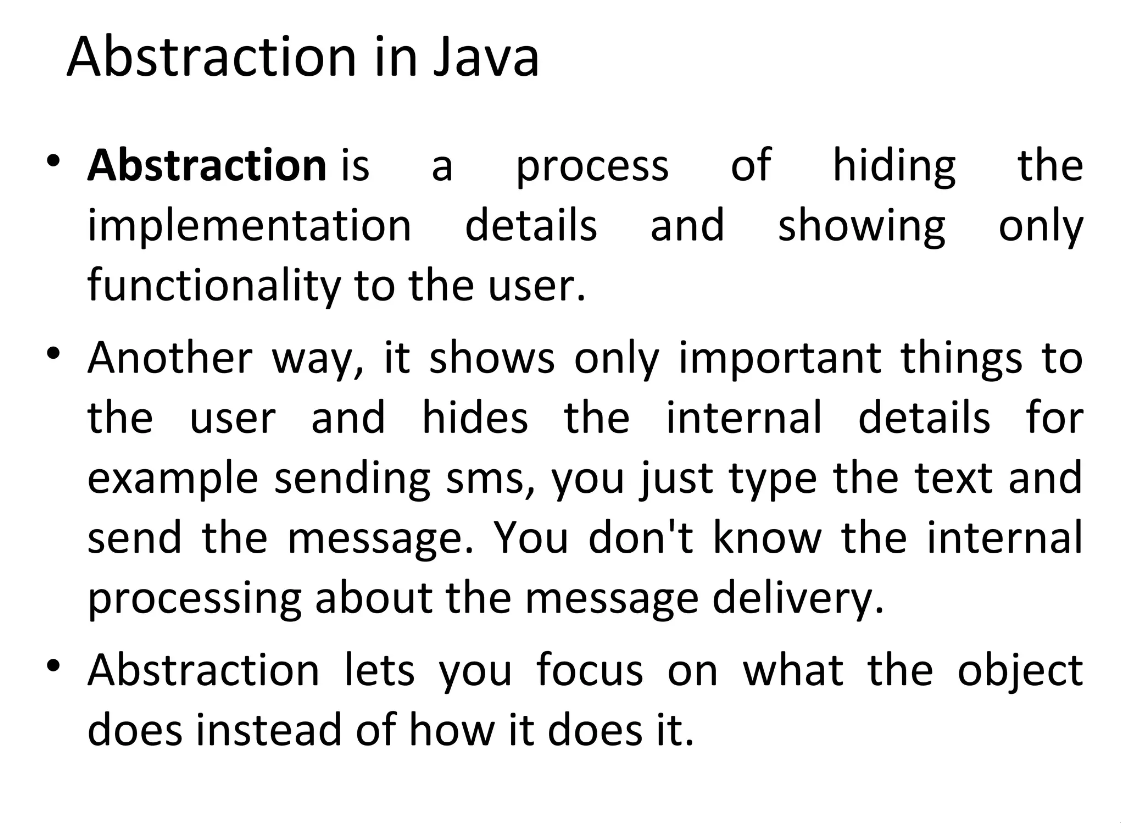 Abstraction in Java
• Abstraction is a process of hiding the
implementation details and showing only
functionality to the user.
• Another way, it shows only important things to
the user and hides the internal details for
example sending sms, you just type the text and
send the message. You don't know the internal
processing about the message delivery.
• Abstraction lets you focus on what the object
does instead of how it does it.